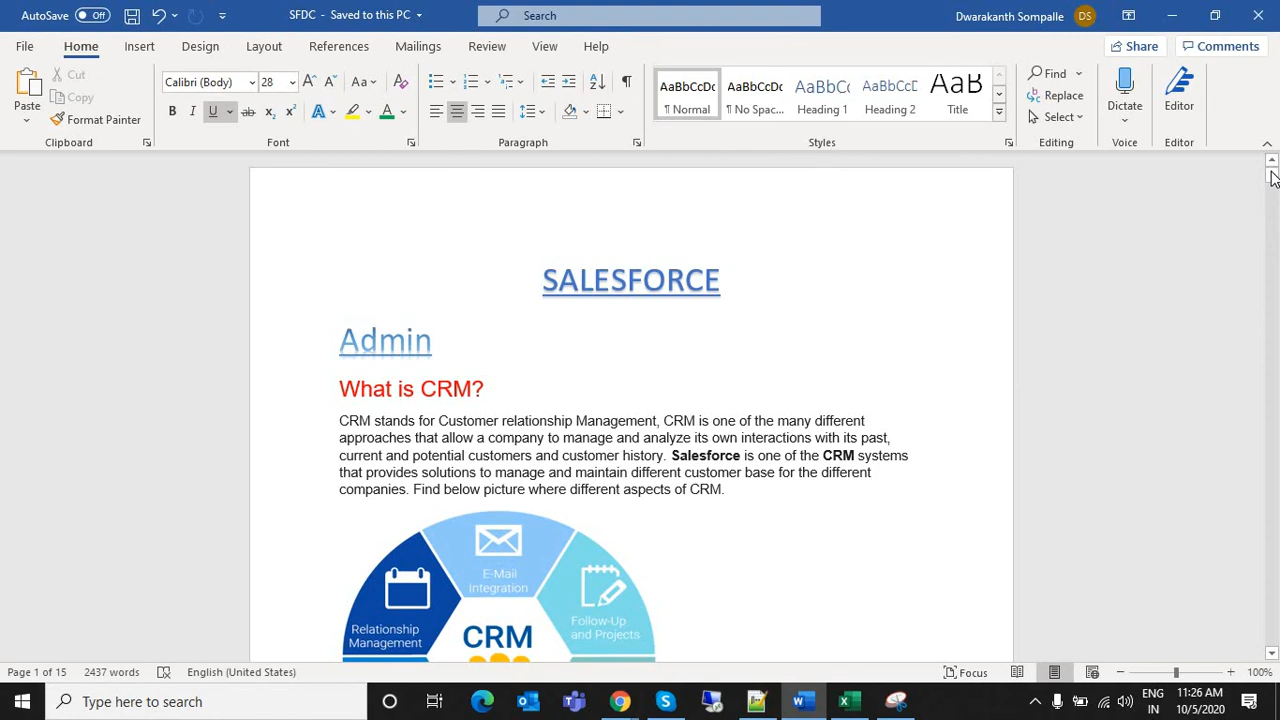 AutoSave Off SFDC - Saved to this PC Search Dwarakanth Sompalle DS
File Home Insert Design Layout References Mailings Review View Help Share Comments
Paste Cut Copy Format Painter
Clipboard
Calibri (Body) 28 Aa
B I U ab x₂ x² A A
Font
Paragraph
AaBbCcDc AaBbCcDc AaBbCc AaBbCcE AaB
¶ Normal ¶ No Spac... Heading 1 Heading 2 Title
Styles
Find Replace Select
Editing
Dictate
Voice
Editor
Editor
SALESFORCE
Admin
What is CRM?
CRM stands for Customer relationship Management, CRM is one of the many different
approaches that allow a company to manage and analyze its own interactions with its past,
current and potential customers and customer history. Salesforce is one of the CRM systems
that provides solutions to manage and maintain different customer base for the different
companies. Find below picture where different aspects of CRM.
E-Mail
Integration
Relationship
Management
CRM
Follow-Up
and Projects
Page 1 of 15 2437 words English (United States) Focus 100%
Type here to search
ENG
IN
11:26 AM
10/5/2020